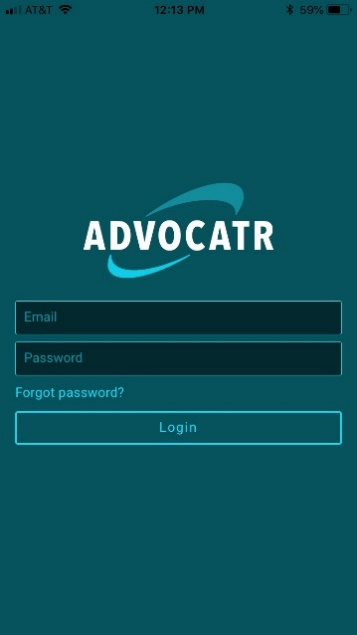 AT&T 12:13 PM 59%
ADVOCATR
Email
Password
Forgot password?
Login